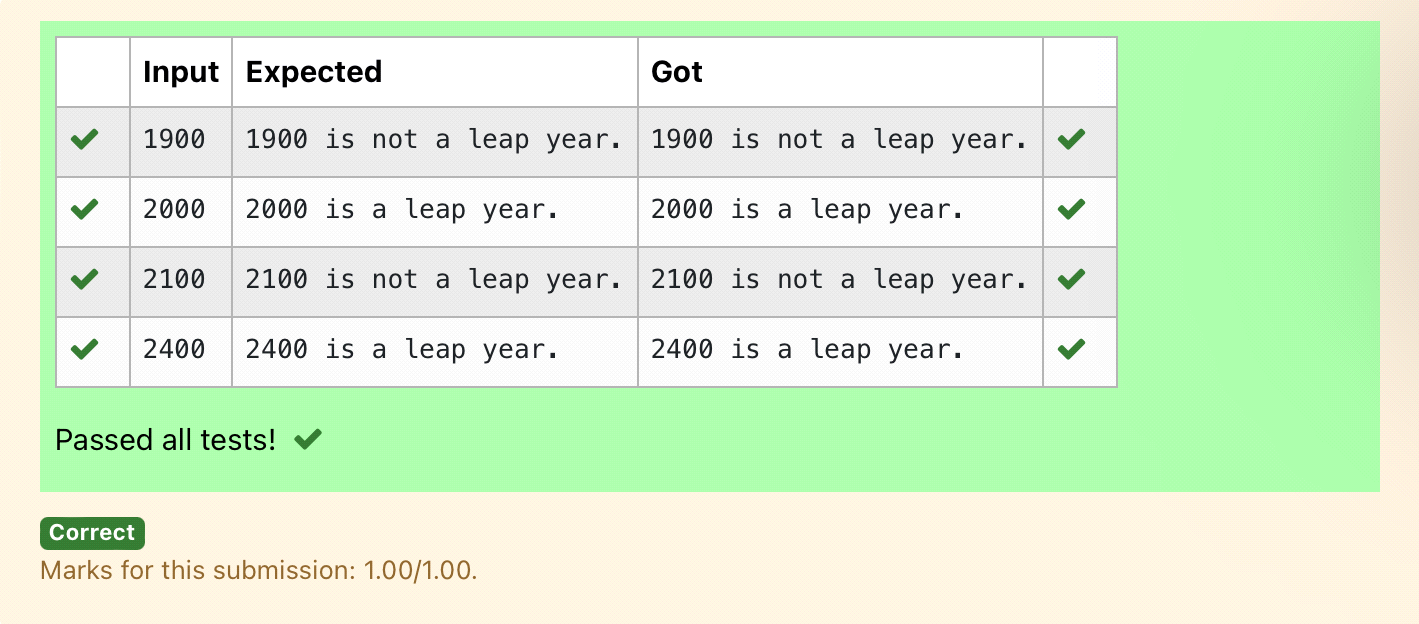 Input Expected Got
1900 1900 is not a leap year. 1900 is not a leap year.
2000 2000 is a leap year. 2000 is a leap year.
2100 2100 is not a leap year. 2100 is not a leap year.
2400 2400 is a leap year. 2400 is a leap year.
Passed all tests!
Correct
Marks for this submission: 1.00/1.00.